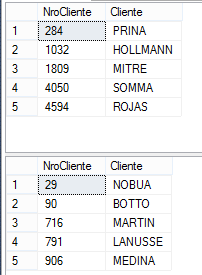 NroCliente Cliente
1 284 PRINA
2 1032 HOLLMANN
3 1809 MITRE
4 4050 SOMMA
5 4594 ROJAS
NroCliente Cliente
1 29 NOBUA
2 90 BOTTO
3 716 MARTIN
4 791 LANUSSE
5 906 MEDINA